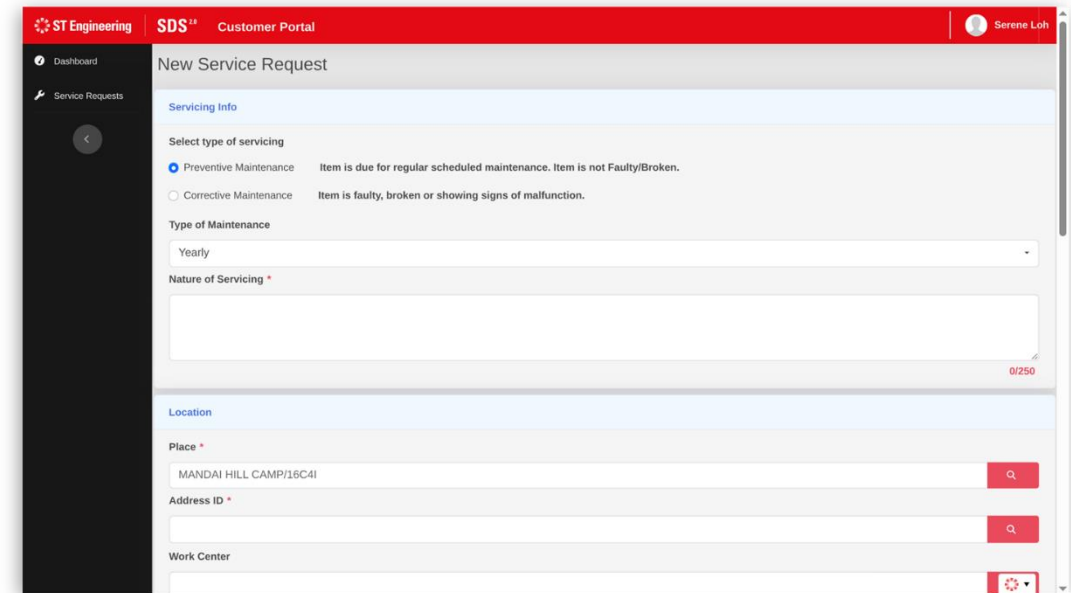 ST Engineering SDS 2.0 Customer Portal Serene Loh
Dashboard
Service Requests
New Service Request
Servicing Info
Select type of servicing
Preventive Maintenance Item is due for regular scheduled maintenance. Item is not Faulty/Broken.
Corrective Maintenance Item is faulty, broken or showing signs of malfunction.
Type of Maintenance
Yearly
Nature of Servicing *
0/250
Location
Place *
MANDAI HILL CAMP/16C4I
Address ID *
Work Center